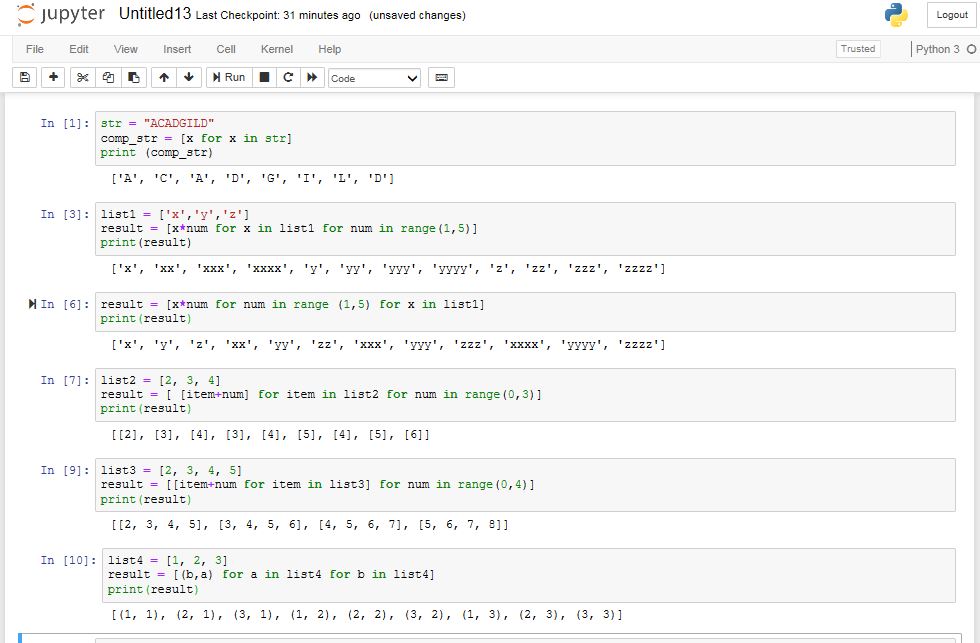 jupyter Untitled13 Last Checkpoint: 31 minutes ago (unsaved changes) Logout
File Edit View Insert Cell Kernel Help Trusted Python 3
Run Code
In [1]: str = "ACADGILD"
comp_str = [x for x in str]
print (comp_str)
['A', 'C', 'A', 'D', 'G', 'I', 'L', 'D']
In [3]: list1 = ['x','y','z']
result = [x*num for x in list1 for num in range(1,5)]
print(result)
['x', 'xx', 'xxx', 'xxxx', 'y', 'yy', 'yyy', 'yyyy', 'z', 'zz', 'zzz', 'zzzz']
In [6]: result = [x*num for num in range (1,5) for x in list1]
print(result)
['x', 'y', 'z', 'xx', 'yy', 'zz', 'xxx', 'yyy', 'zzz', 'xxxx', 'yyyy', 'zzzz']
In [7]: list2 = [2, 3, 4]
result = [ [item+num] for item in list2 for num in range(0,3)]
print(result)
[[2], [3], [4], [3], [4], [5], [4], [5], [6]]
In [9]: list3 = [2, 3, 4, 5]
result = [[item+num for item in list3] for num in range(0,4)]
print(result)
[[2, 3, 4, 5], [3, 4, 5, 6], [4, 5, 6, 7], [5, 6, 7, 8]]
In [10]: list4 = [1, 2, 3]
result = [(b,a) for a in list4 for b in list4]
print(result)
[(1, 1), (2, 1), (3, 1), (1, 2), (2, 2), (3, 2), (1, 3), (2, 3), (3, 3)]